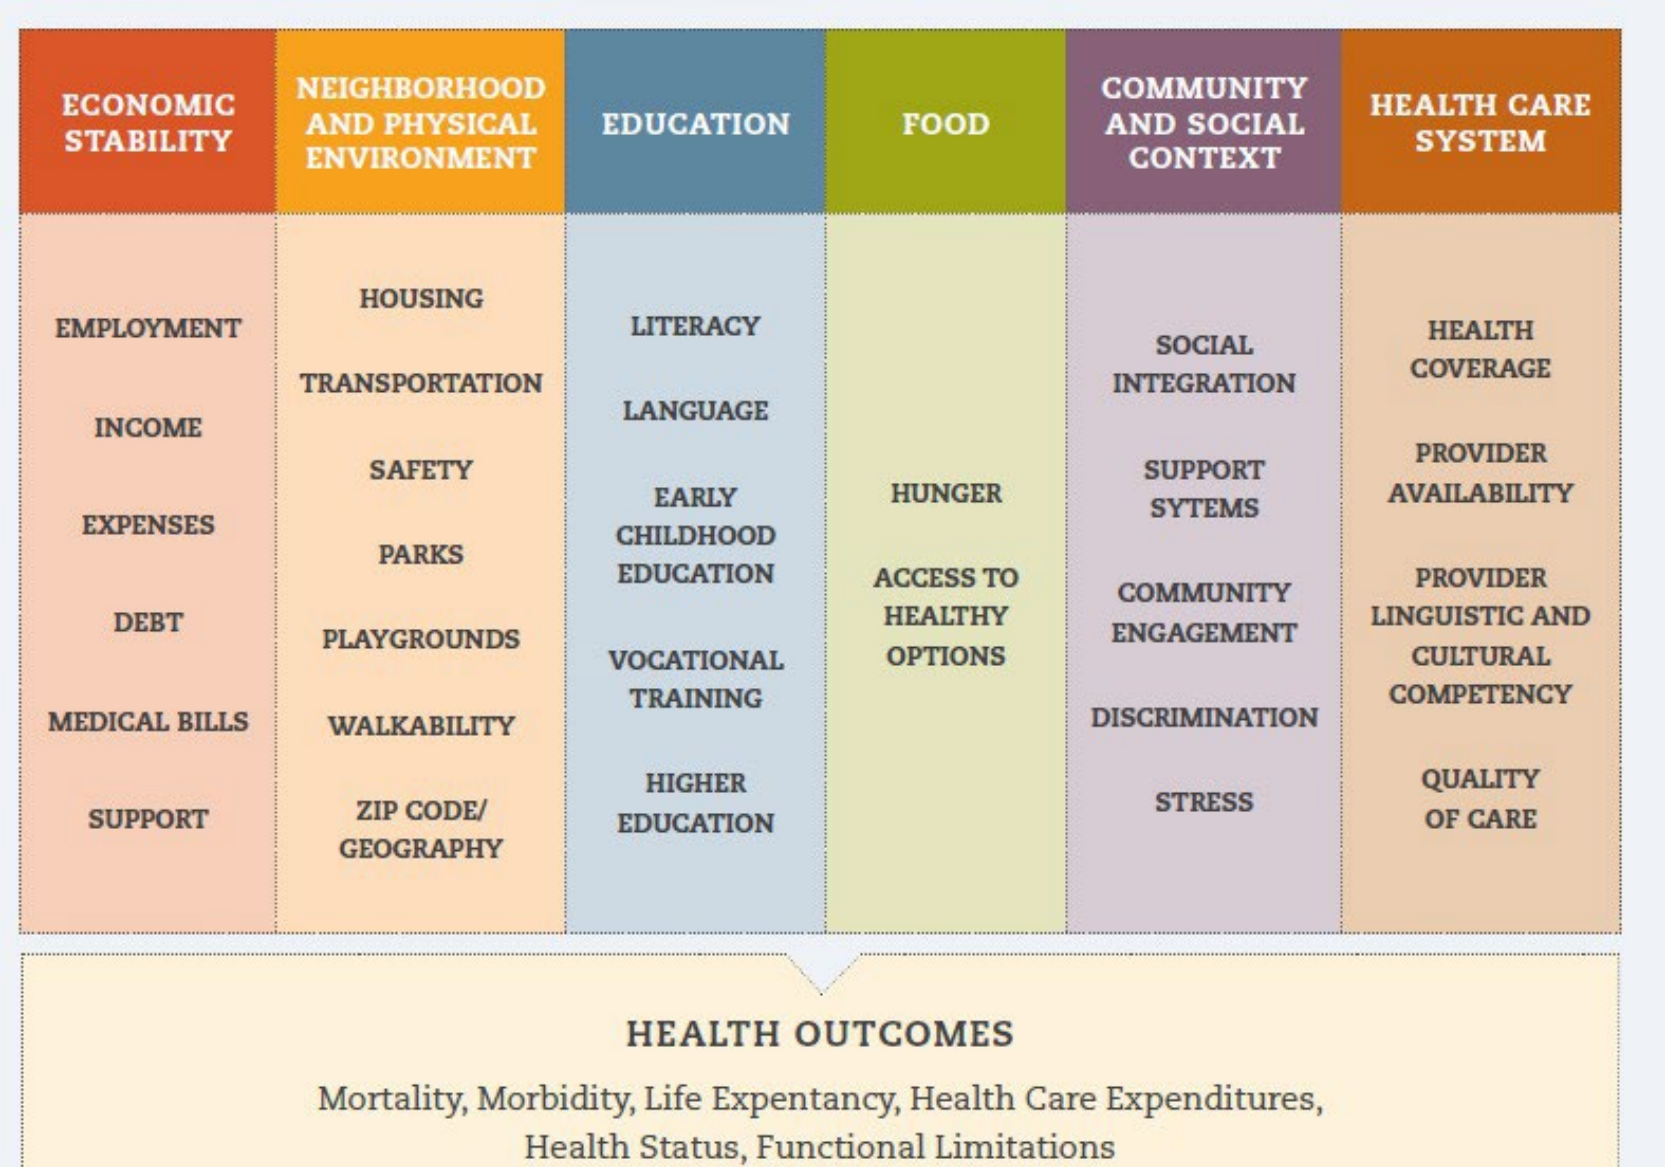 ECONOMIC
STABILITY
NEIGHBORHOOD
AND PHYSICAL
ENVIRONMENT
EDUCATION
FOOD
COMMUNITY
AND SOCIAL
CONTEXT
HEALTH CARE
SYSTEM
EMPLOYMENT
INCOME
EXPENSES
DEBT
MEDICAL BILLS
SUPPORT
HOUSING
TRANSPORTATION
SAFETY
PARKS
PLAYGROUNDS
WALKABILITY
ZIP CODE/
GEOGRAPHY
LITERACY
LANGUAGE
EARLY
CHILDHOOD
EDUCATION
VOCATIONAL
TRAINING
HIGHER
EDUCATION
HUNGER
ACCESS TO
HEALTHY
OPTIONS
SOCIAL
INTEGRATION
SUPPORT
SYTEMS
COMMUNITY
ENGAGEMENT
DISCRIMINATION
STRESS
HEALTH
COVERAGE
PROVIDER
AVAILABILITY
PROVIDER
LINGUISTIC AND
CULTURAL
COMPETENCY
QUALITY
OF CARE
HEALTH OUTCOMES
Mortality, Morbidity, Life Expentancy, Health Care Expenditures,
Health Status, Functional Limitations